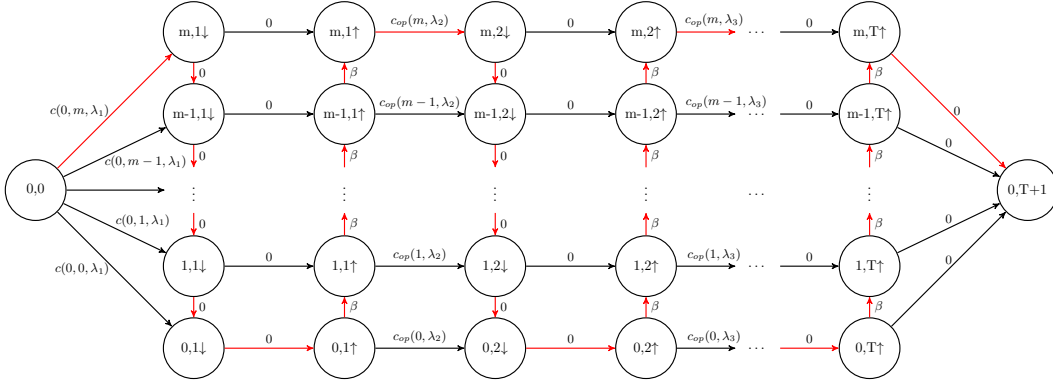 0 0 0
m,1↓ m,1↑ c_op(m, λ₂) m,2↓ m,2↑ c_op(m, λ₃) ··· m,T↑
0 β 0 β β
c(0, m, λ₁) 0 c_op(m−1, λ₂) 0 c_op(m−1, λ₃) 0 0
m-1,1↓ m-1,1↑ m-1,2↓ m-1,2↑ ··· m-1,T↑
c(0, m − 1, λ₁) 0 β 0 β β 0
0,0 ⋮ ⋮ ⋮ ⋮ ··· ⋮ 0,T+1
c(0, 1, λ₁) 0 β 0 β β 0
c(0, 0, λ₁) 0 c_op(1, λ₂) 0 c_op(1, λ₃) 0
1,1↓ 1,1↑ 1,2↓ 1,2↑ ··· 1,T↑
0 β 0 β β
0 c_op(0, λ₂) 0 c_op(0, λ₃) 0
0,1↓ 0,1↑ 0,2↓ 0,2↑ ··· 0,T↑